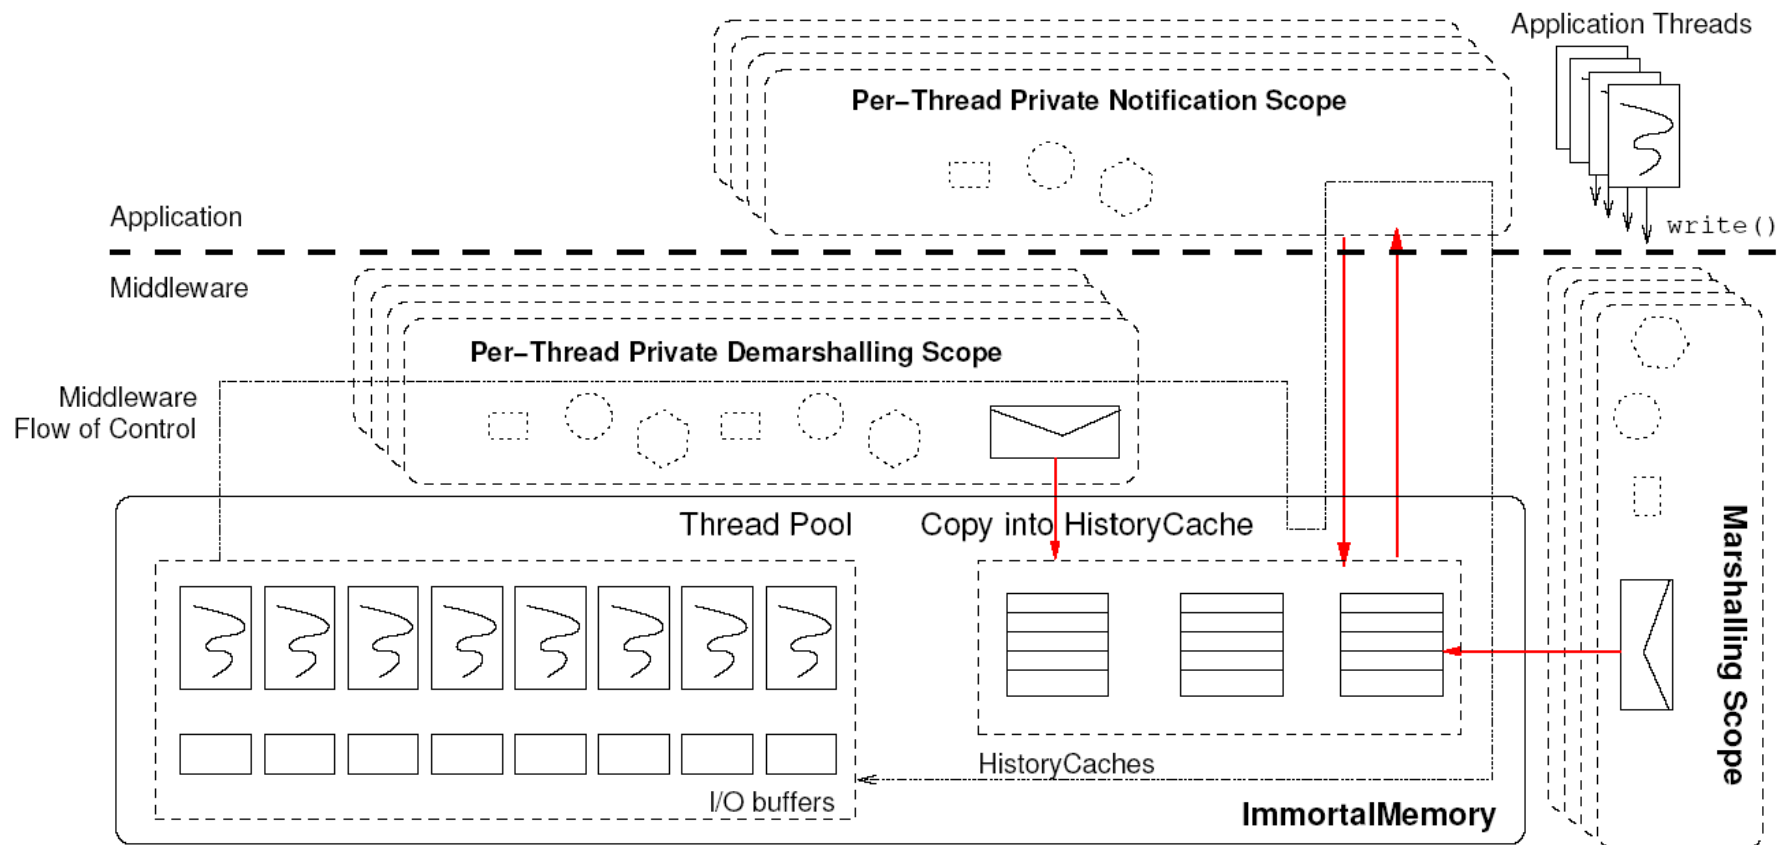 Application Threads
Per-Thread Private Notification Scope
write()
Application
Middleware
Per-Thread Private Demarshalling Scope
Middleware
Flow of Control
Thread Pool
Copy into HistoryCache
Marshalling Scope
HistoryCaches
I/O buffers
ImmortalMemory